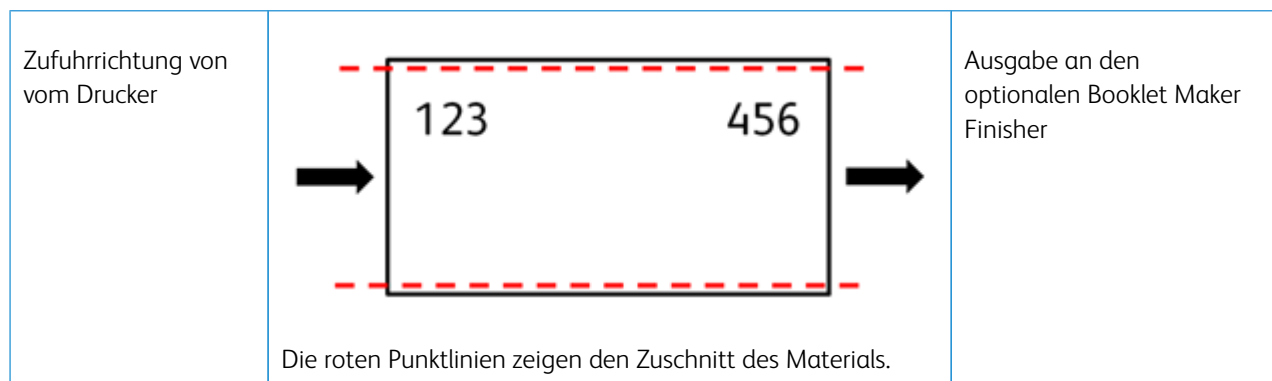 Zufuhrrichtung von
vom Drucker
123 456
Die roten Punktlinien zeigen den Zuschnitt des Materials.
Ausgabe an den
optionalen Booklet Maker
Finisher